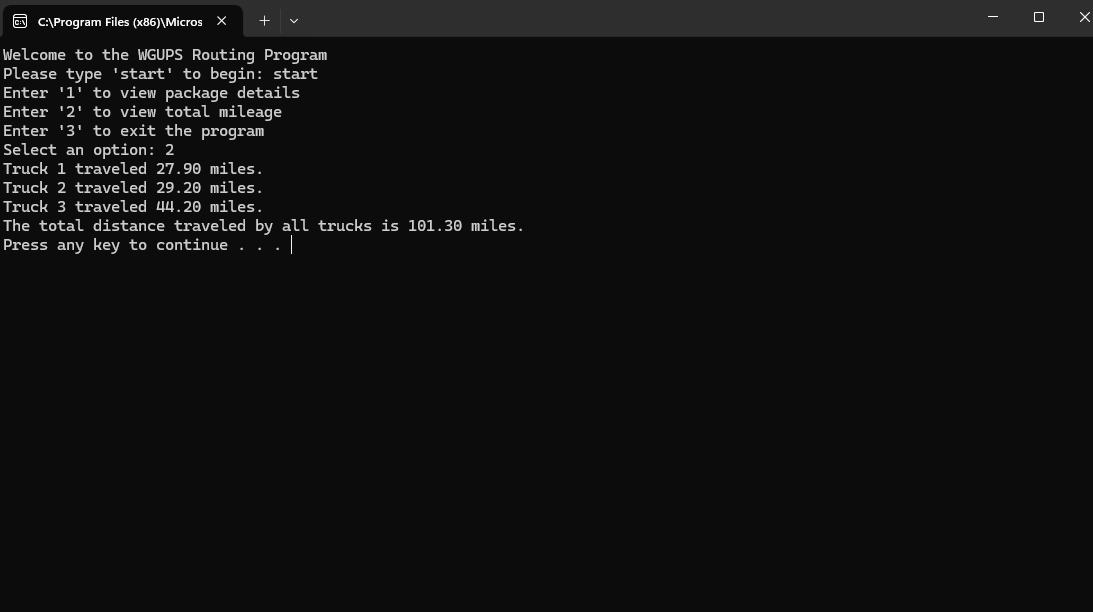 C:\Program Files (x86)\Micros
Welcome to the WGUPS Routing Program
Please type 'start' to begin: start
Enter '1' to view package details
Enter '2' to view total mileage
Enter '3' to exit the program
Select an option: 2
Truck 1 traveled 27.90 miles.
Truck 2 traveled 29.20 miles.
Truck 3 traveled 44.20 miles.
The total distance traveled by all trucks is 101.30 miles.
Press any key to continue . . .